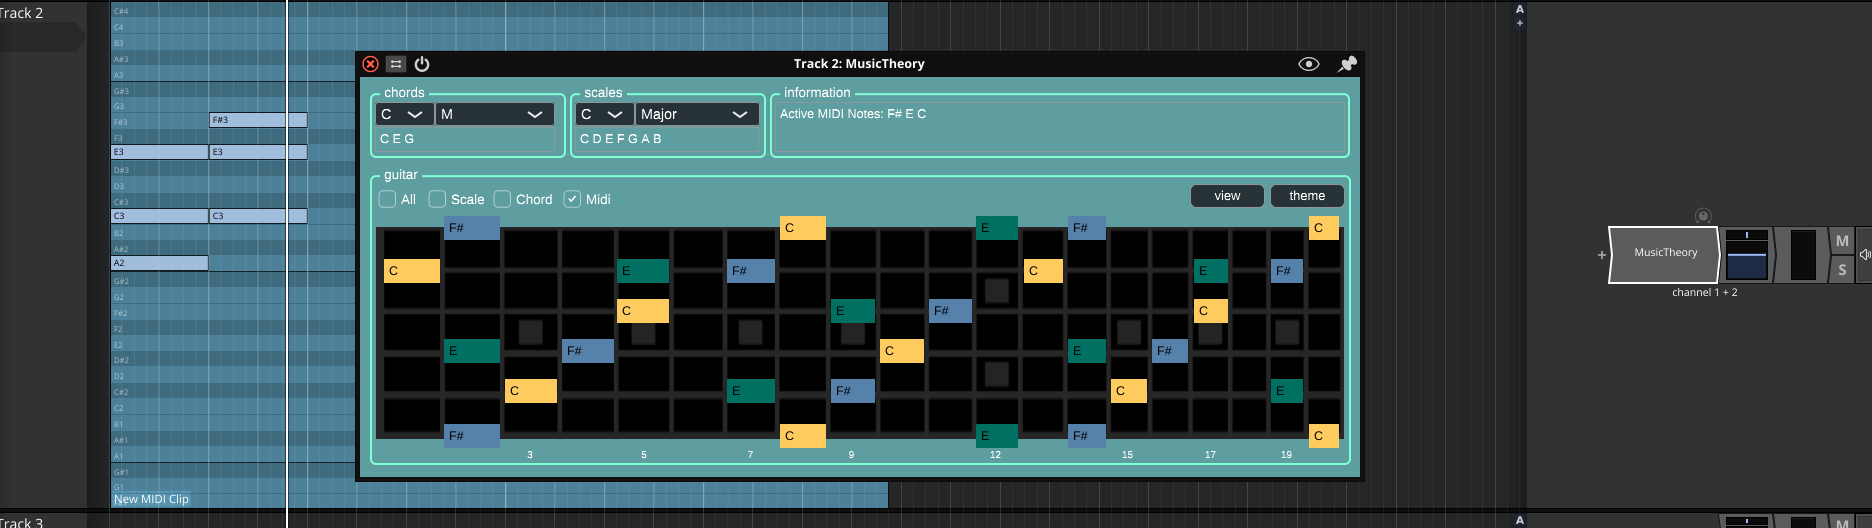 Track 2
C#4
C4
B3
A#3
A3
G#3
G3
F#3
F3
E3
D#3
D3
C#3
C3
B2
A#2
A2
G#2
G2
F#2
F2
E2
D#2
D2
C#2
C2
B1
A#1
A1
G#1
G1
F#3
E3
C3
New MIDI Clip
Track 2: MusicTheory
chords
scales
information
C M
C Major
Active MIDI Notes: F# E C
C E G
C D E F G A B
guitar
All Scale Chord Midi
view theme
F# C E F# C
C E F# C E F#
C E F# C
E F# C E F#
C E F# C E
F# C E F# C
3 5 7 9 12 15 17 19
A
+
+ MusicTheory M
S
channel 1 + 2
Track 3
A
M